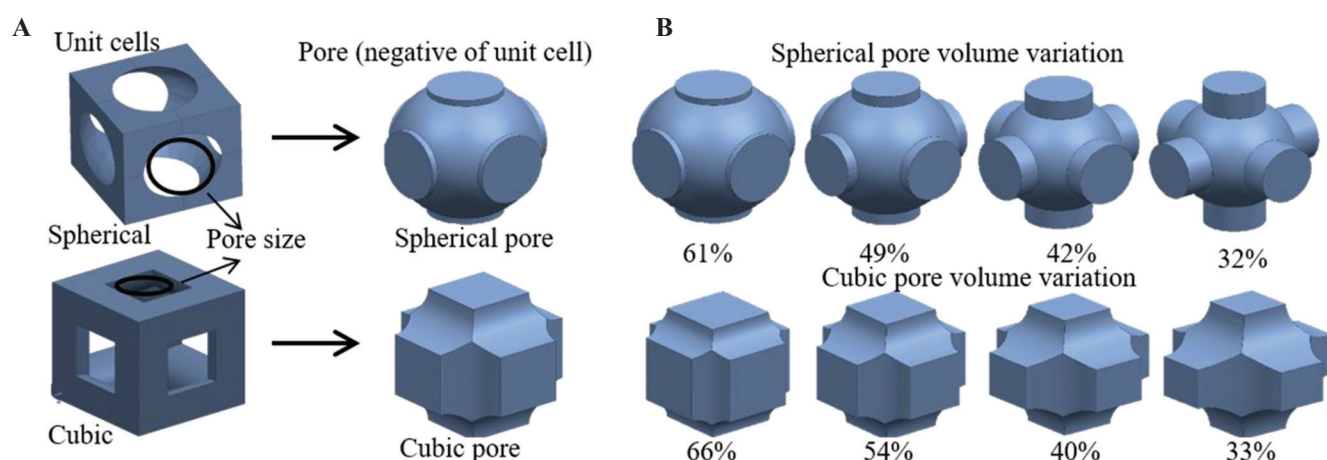 A
Unit cells
Pore (negative of unit cell)
Spherical
Pore size
Spherical pore
Cubic
Cubic pore
B
Spherical pore volume variation
61% 49% 42% 32%
Cubic pore volume variation
66% 54% 40% 33%